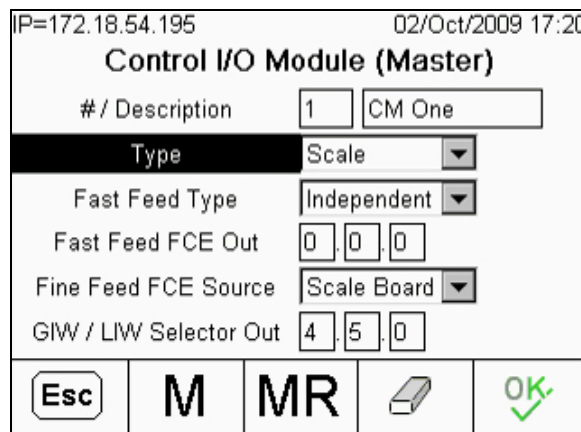 IP=172.18.54.195 02/Oct/2009 17:20
Control I/O Module (Master)
# / Description 1 CM One
Type Scale
Fast Feed Type Independent
Fast Feed FCE Out 0.0.0
Fine Feed FCE Source Scale Board
GIW / LIW Selector Out 4.5.0
Esc M MR OK